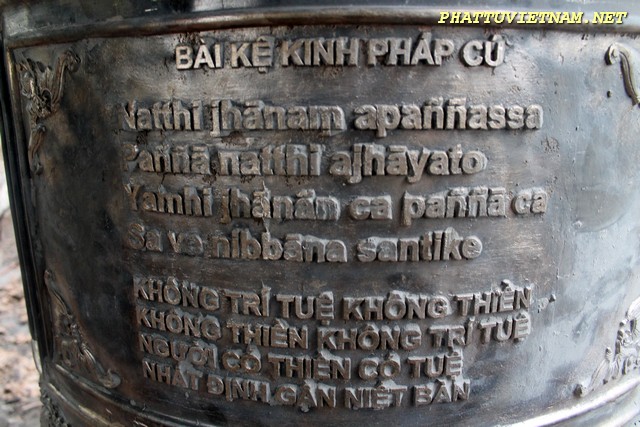 PHATTUVIETNAM.NET
BÀI KỆ KINH PHÁP CÚ
Natthi jhānaṃ apaññassa
Paññā natthi ajhāyato
Yamhi jhānaṃ ca paññā ca
Sa ve nibbāna santike
KHÔNG TRÍ TUỆ KHÔNG THIỀN
KHÔNG THIỀN KHÔNG TRÍ TUỆ
NGƯỜI CÓ THIỀN CÓ TUỆ
NHẤT ĐỊNH GẦN NIẾT BÀN